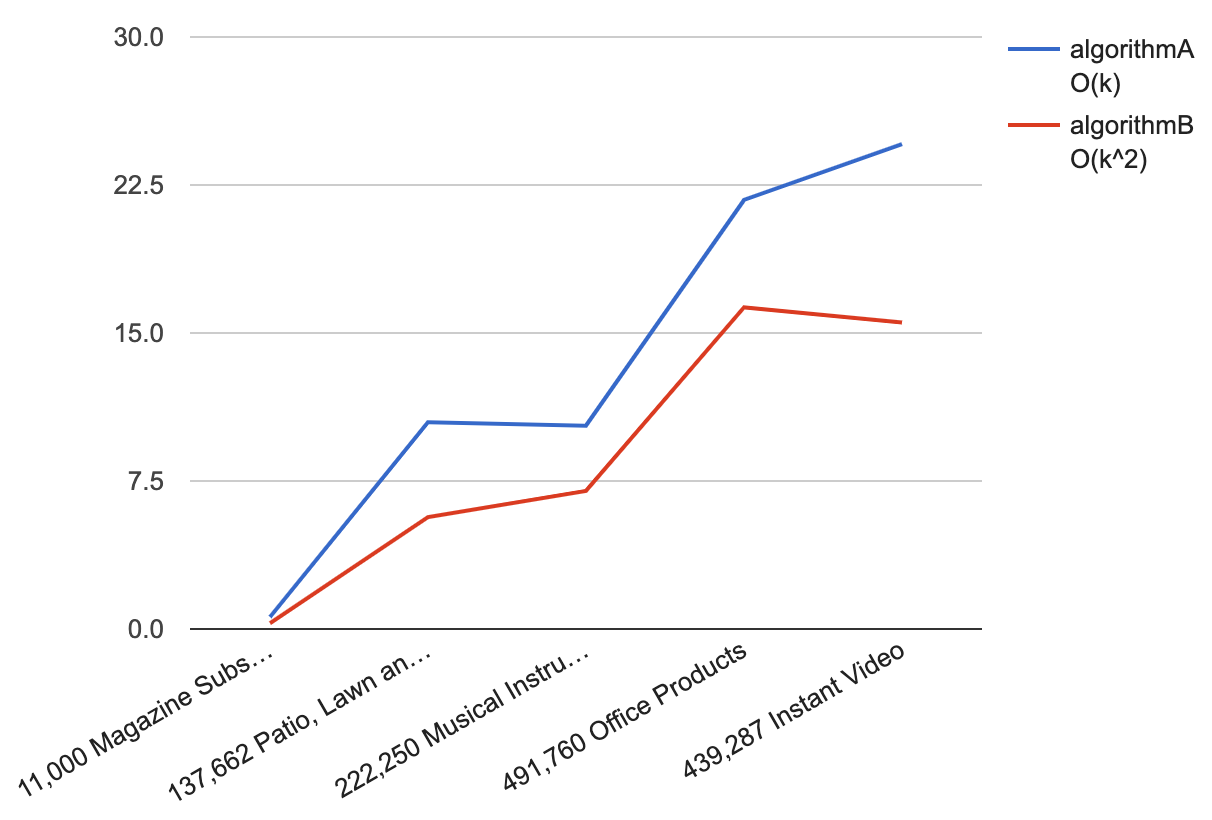 30.0
22.5
15.0
7.5
0.0
algorithmA
O(k)
algorithmB
O(k^2)
11,000 Magazine Subs…
137,662 Patio, Lawn an…
222,250 Musical Instru…
491,760 Office Products
439,287 Instant Video